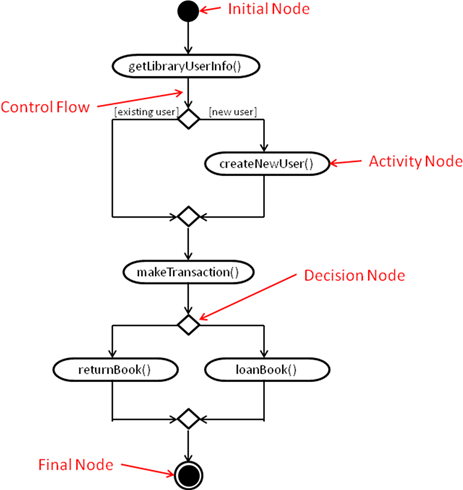 Initial Node
getLibraryUserInfo()
Control Flow
[existing user]
[new user]
createNewUser()
Activity Node
makeTransaction()
Decision Node
returnBook()
loanBook()
Final Node